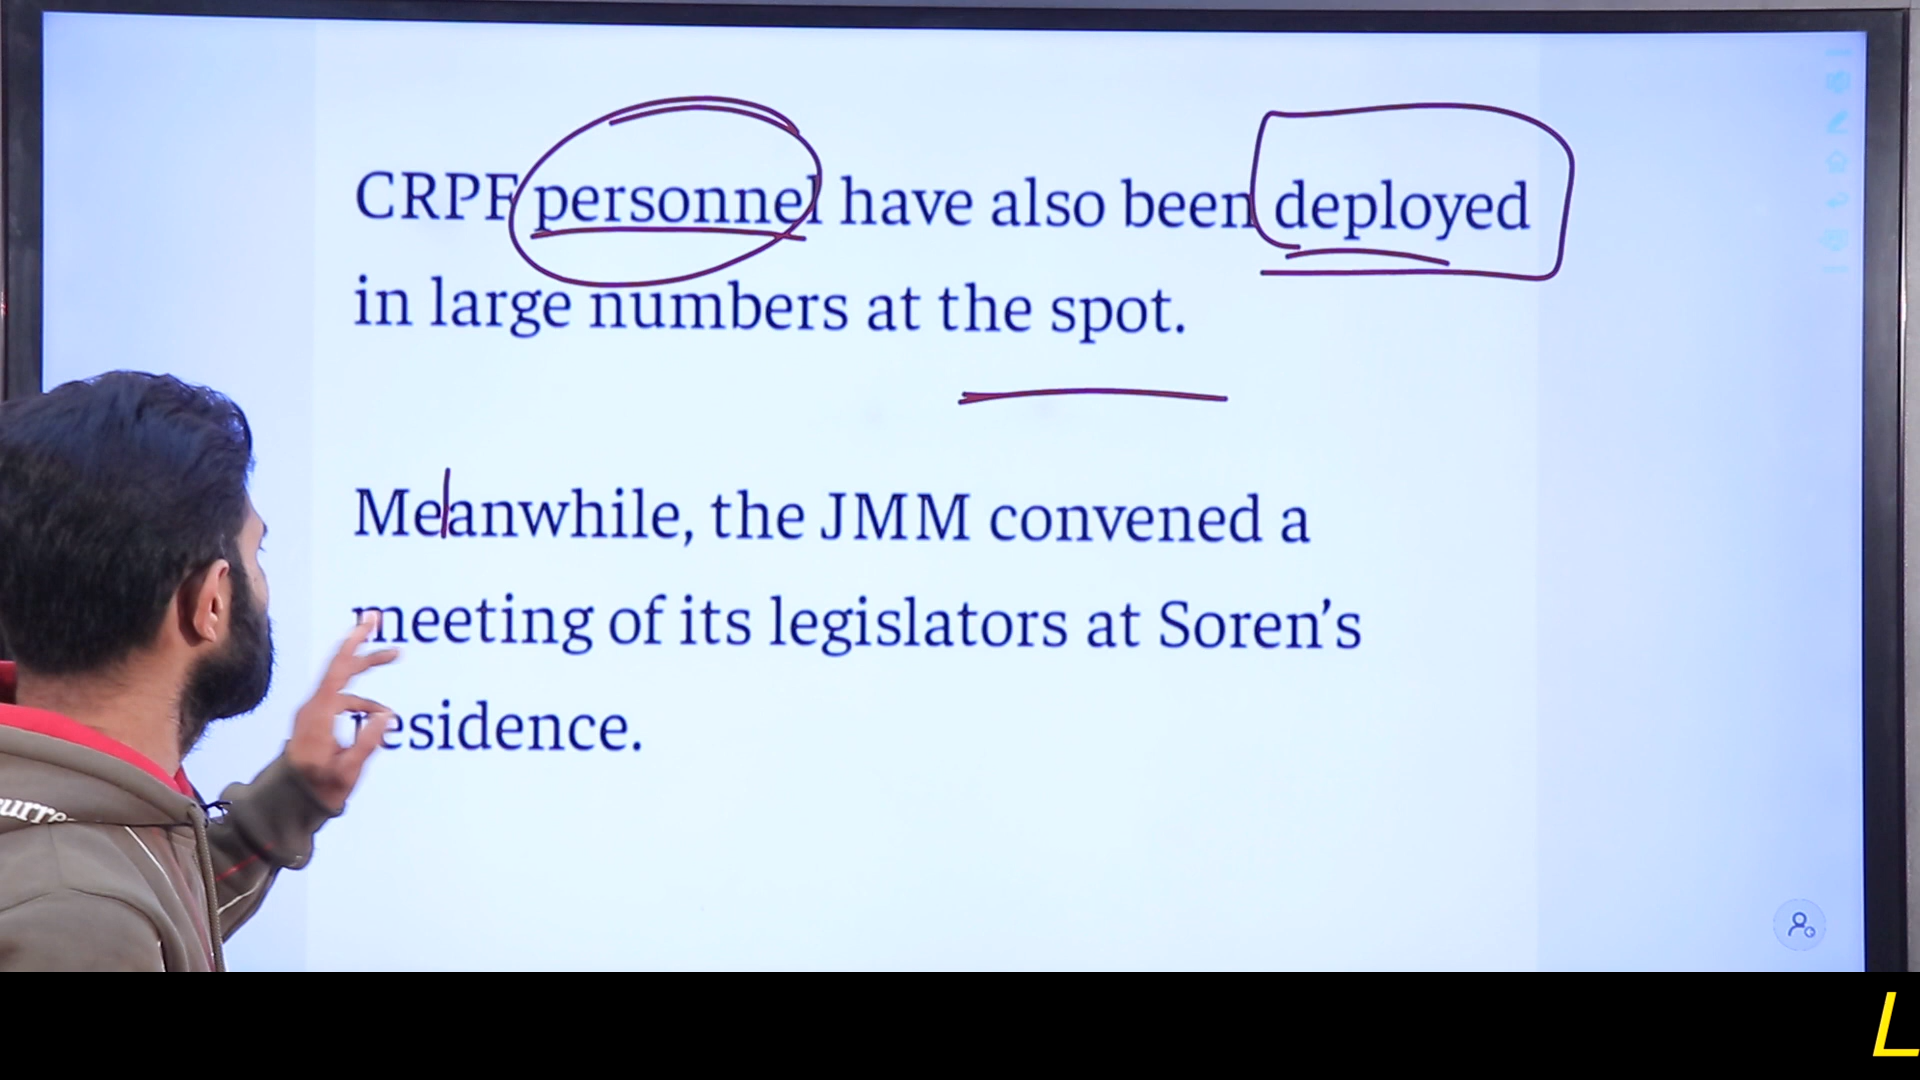 CRPF personnel have also been deployed
in large numbers at the spot.
Meanwhile, the JMM convened a
meeting of its legislators at Soren’s
residence.
L